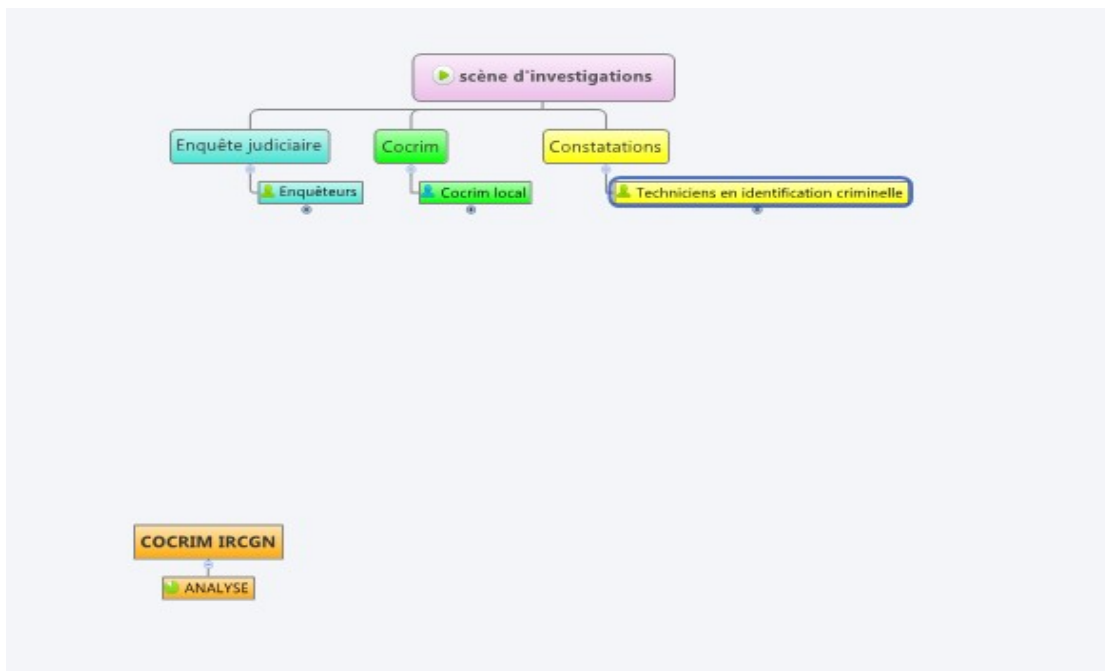 scène d'investigations
Enquête judiciaire
Cocrim
Constatations
Enquêteurs
Cocrim local
Techniciens en identification criminelle
COCRIM IRCGN
ANALYSE